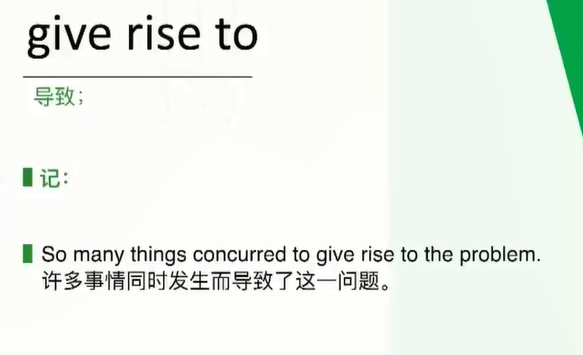 give rise to
导致；
记：
So many things concurred to give rise to the problem.
许多事情同时发生而导致了这一问题。